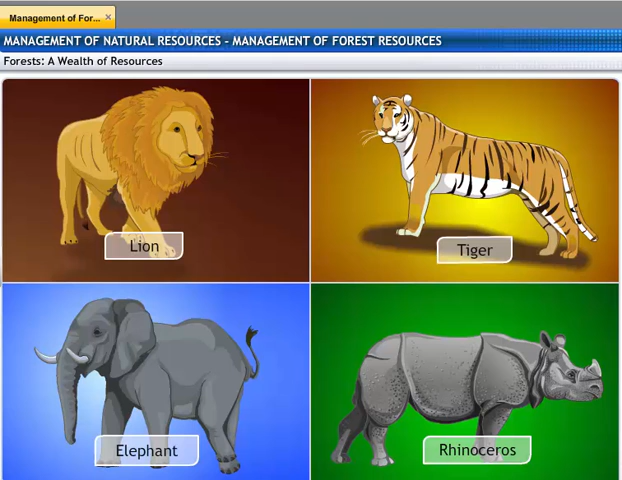 Management of For...
MANAGEMENT OF NATURAL RESOURCES - MANAGEMENT OF FOREST RESOURCES
Forests: A Wealth of Resources
Lion
Tiger
Elephant
Rhinoceros